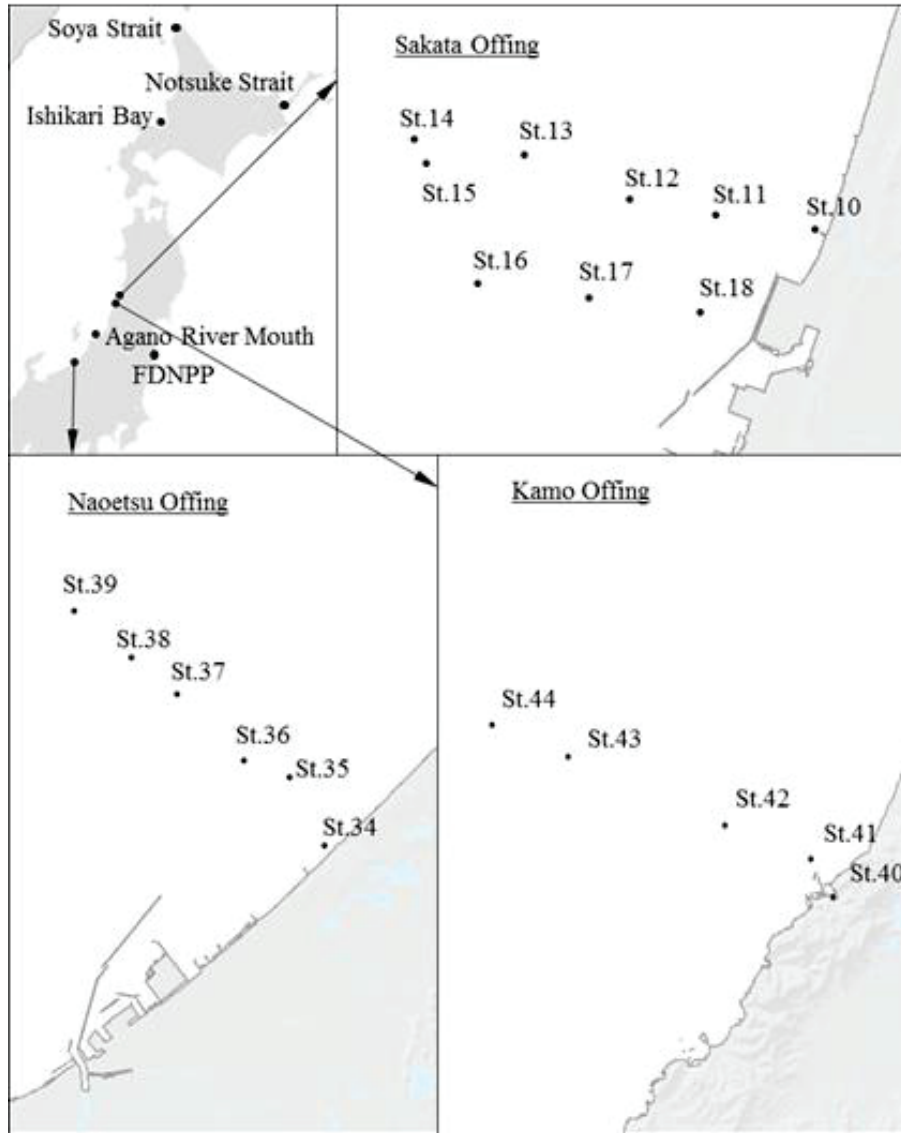 Soya Strait
Notsuke Strait
Ishikari Bay
Agano River Mouth
FDNPP
Sakata Offing
St.14
St.13
St.15
St.12
St.11
St.10
St.16
St.17
St.18
Naoetsu Offing
St.39
St.38
St.37
St.36
St.35
St.34
Kamo Offing
St.44
St.43
St.42
St.41
St.40